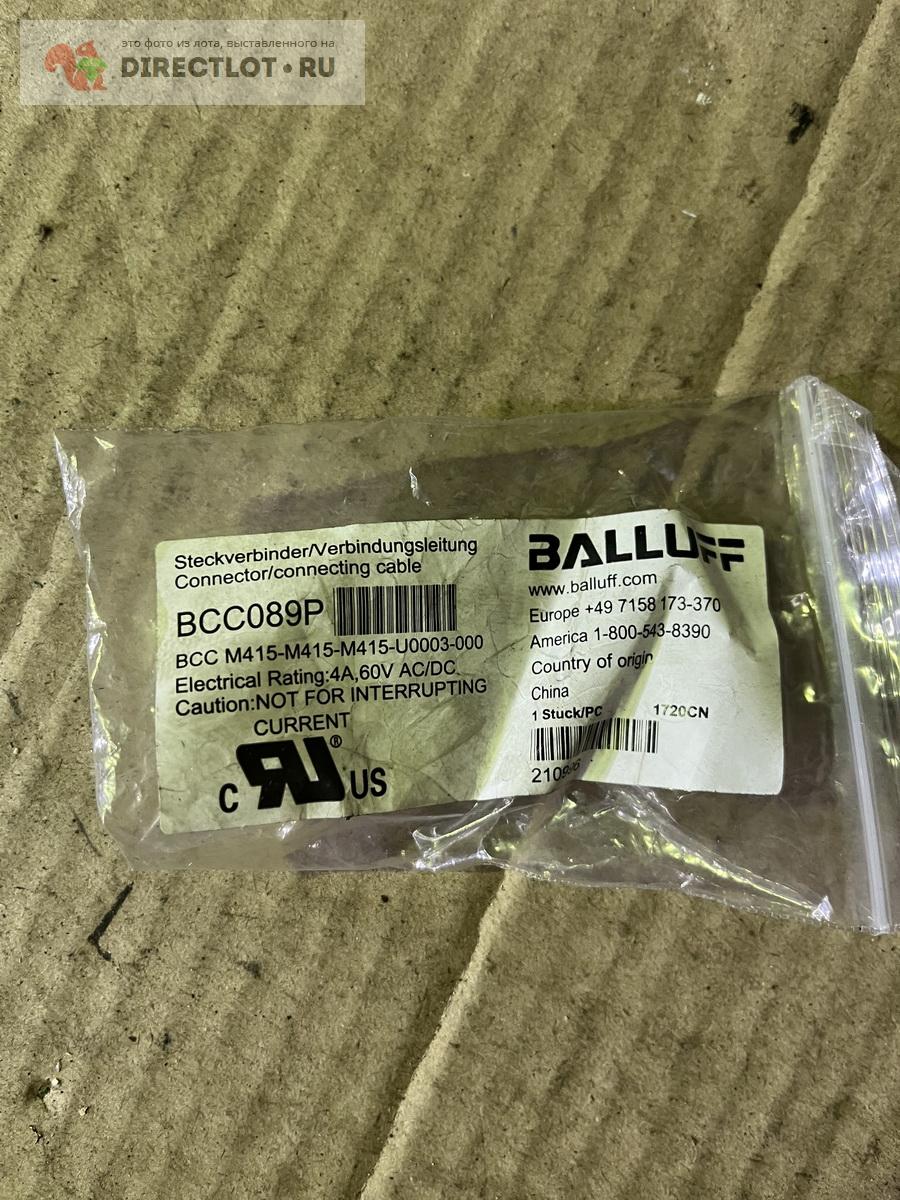 это фото из лота, выставленного на
DIRECTLOT•RU
Steckverbinder/Verbindungsleitung
Connector/connecting cable
BCC089P
BCC M415-M415-M415-U0003-000
Electrical Rating:4A,60V AC/DC
Caution:NOT FOR INTERRUPTING
CURRENT
C RU® US
BALLUFF
www.balluff.com
Europe +49 7158 173-370
America 1-800-543-8390
Country of origin
China
1 Stuck/PC 1720CN